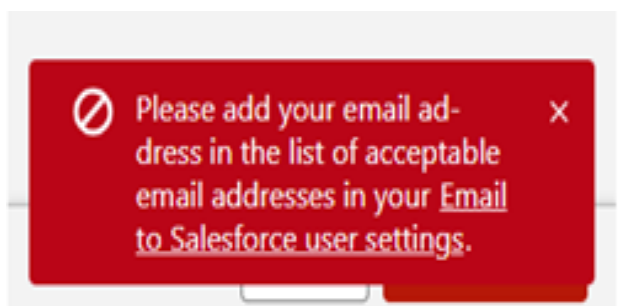 Please add your email ad-
dress in the list of acceptable
email addresses in your Email
to Salesforce user settings.